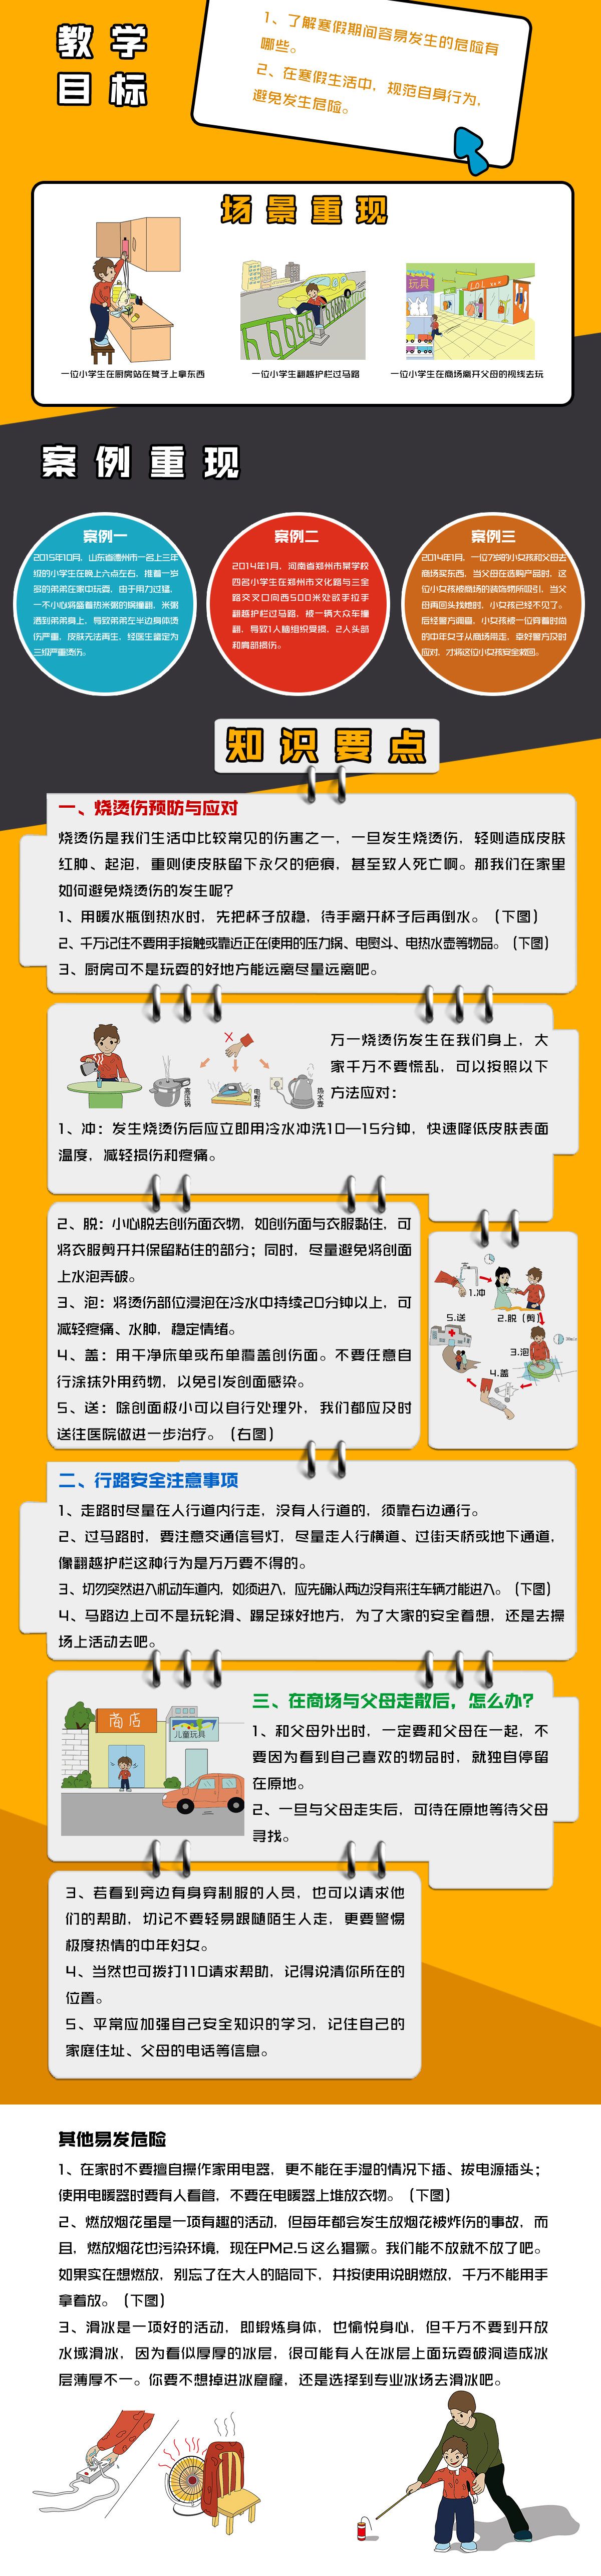 教学
目标
1、了解寒假期间容易发生的危险有
哪些。
2、在寒假生活中，规范自身行为，
避免发生危险。
场景重现
一位小学生在厨房站在凳子上拿东西
一位小学生翻越护栏过马路
玩具
LOL
一位小学生在商场离开父母的视线去玩
案例重现
案例一
2015年10月，山东省德州市一名上三年
级的小学生在晚上六点左右，推着一岁
多的弟弟在家中玩耍，由于用力过猛，
一不小心将盛着热米粥的锅撞翻，米粥
洒到弟弟身上，导致弟弟左半边身体烫
伤严重，皮肤无法再生，经医生鉴定为
三级严重烫伤。
案例二
2014年1月，河南省郑州市某学校
四名小学生在郑州市文化路与三全
路交叉口向西500米处欲手拉手
翻越护栏过马路，被一辆大众车撞
翻，导致1人脑组织受损，2人头部
和肩部损伤。
案例三
2014年1月，一位7岁的小女孩和父母去
商场买东西，当父母在选购产品时，这
位小女孩被商场的装饰物所吸引，当父
母再回头找她时，小女孩已经不见了。
后经警方调查，小女孩被一位穿着时尚
的中年女子从商场带走，幸好警方及时
应对，才将这位小女孩安全救回。
知识要点
一、烧烫伤预防与应对
烧烫伤是我们生活中比较常见的伤害之一，一旦发生烧烫伤，轻则造成皮肤
红肿、起泡，重则使皮肤留下永久的疤痕，甚至致人死亡啊。那我们在家里
如何避免烧烫伤的发生呢？
1、用暖水瓶倒热水时，先把杯子放稳，待手离开杯子后再倒水。（下图）
2、千万记住不要用手接触或靠近正在使用的压力锅、电熨斗、电热水壶等物品。（下图）
3、厨房可不是玩耍的好地方能远离尽量远离吧。
高压锅
电熨斗
热水壶
万一烧烫伤发生在我们身上，大
家千万不要慌乱，可以按照以下
方法应对：
1、冲：发生烧烫伤后应立即用冷水冲洗10—15分钟，快速降低皮肤表面
温度，减轻损伤和疼痛。
2、脱：小心脱去创伤面衣物，如创伤面与衣服黏住，可
将衣服剪开并保留粘住的部分；同时，尽量避免将创面
上水泡弄破。
3、泡：将烫伤部位浸泡在冷水中持续20分钟以上，可
减轻疼痛、水肿，稳定情绪。
4、盖：用干净床单或布单覆盖创伤面。不要任意自
行涂抹外用药物，以免引发创面感染。
5、送：除创面极小可以自行处理外，我们都应及时
送往医院做进一步治疗。（右图）
1.冲
2.脱（剪）
3.泡
4.盖
5.送
二、行路安全注意事项
1、走路时尽量在人行道内行走，没有人行道的，须靠右边通行。
2、过马路时，要注意交通信号灯，尽量走人行横道、过街天桥或地下通道，
像翻越护栏这种行为是万万要不得的。
3、切勿突然进入机动车道内，如须进入，应先确认两边没有来往车辆才能进入。（下图）
4、马路边上可不是玩轮滑、踢足球好地方，为了大家的安全着想，还是去操
场上活动去吧。
商店
儿童玩具
三、在商场与父母走散后，怎么办？
1、和父母外出时，一定要和父母在一起，不
要因为看到自己喜欢的物品时，就独自停留
在原地。
2、一旦与父母走失后，可待在原地等待父母
寻找。
3、若看到旁边有身穿制服的人员，也可以请求他
们的帮助，切记不要轻易跟随陌生人走，更要警惕
极度热情的中年妇女。
4、当然也可拨打110请求帮助，记得说清你所在的
位置。
5、平常应加强自己安全知识的学习，记住自己的
家庭住址、父母的电话等信息。
其他易发危险
1、在家时不要擅自操作家用电器，更不能在手湿的情况下插、拔电源插头；
使用电暖器时要有人看管，不要在电暖器上堆放衣物。（下图）
2、燃放烟花虽是一项有趣的活动，但每年都会发生放烟花被炸伤的事故，而
且，燃放烟花也污染环境，现在PM2.5这么猖獗。我们能不放就不放了吧。
如果实在想燃放，别忘了在大人的陪同下，并按使用说明燃放，千万不能用手
拿着放。（下图）
3、滑冰是一项好的活动，即锻炼身体，也愉悦身心，但千万不要到开放
水域滑冰，因为看似厚厚的冰层，很可能有人在冰层上面玩耍破洞造成冰
层薄厚不一。你要不想掉进冰窟窿，还是选择到专业冰场去滑冰吧。